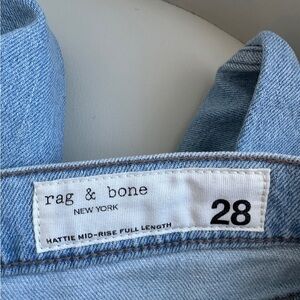 rag & bone
NEW YORK
28
HATTIE MID-RISE FULL LENGTH